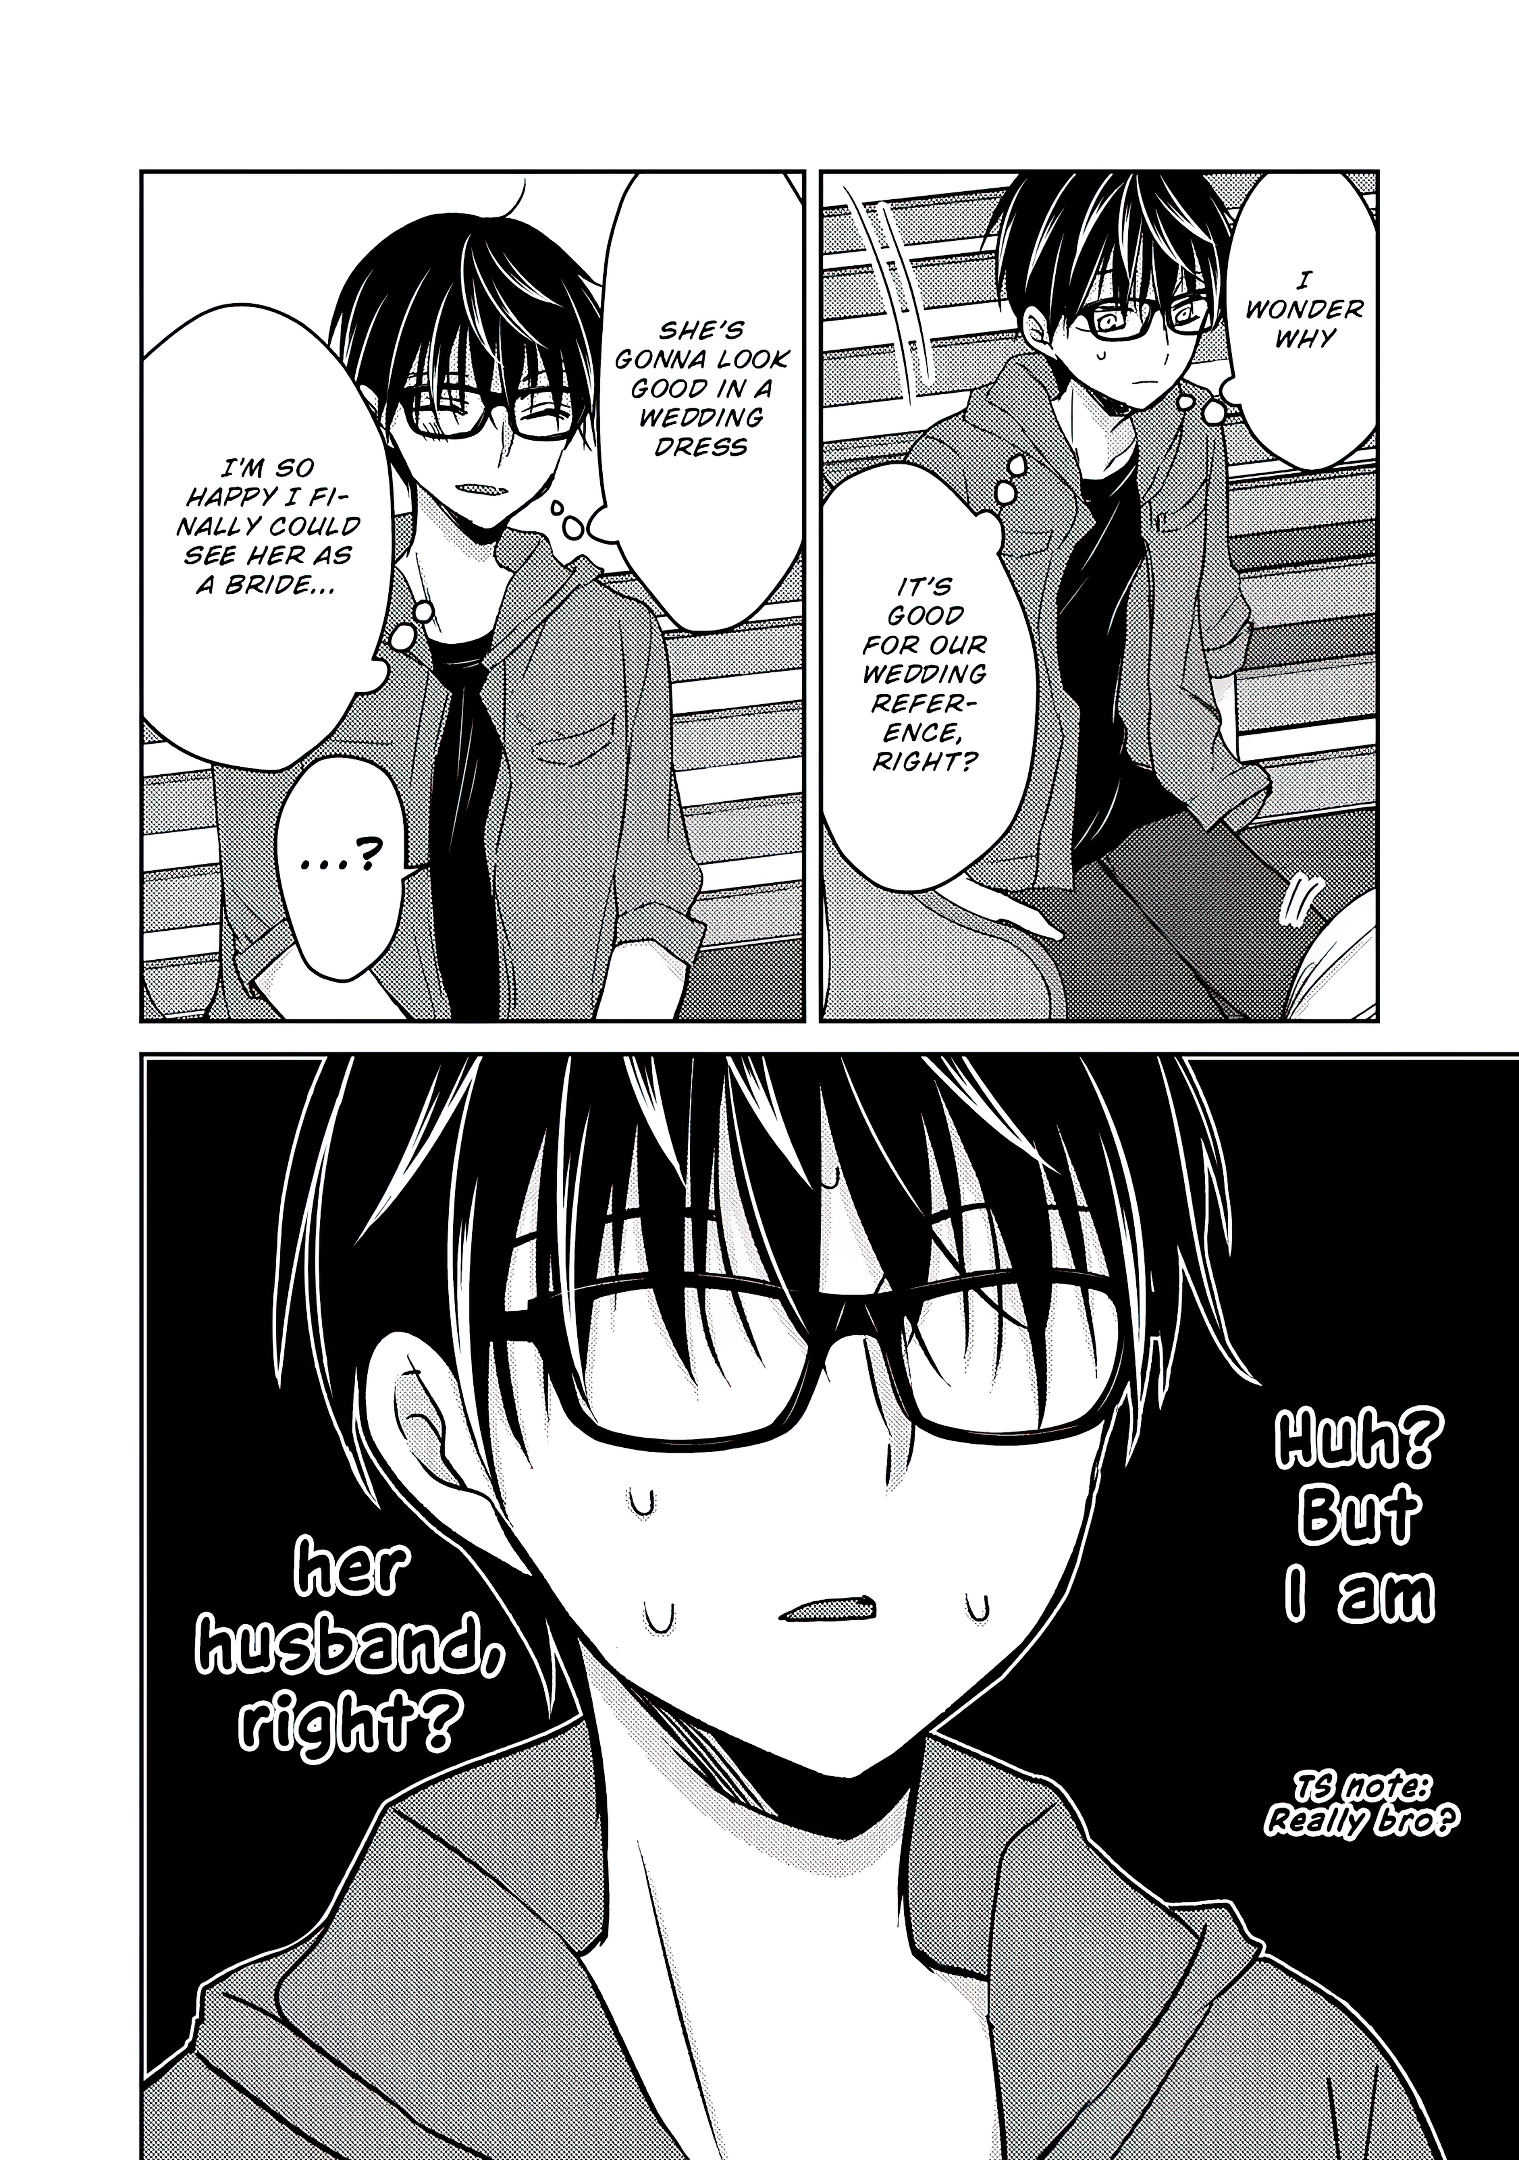 I
WONDER
WHY
IT'S
GOOD
FOR OUR
WEDDING
REFER-
ENCE,
RIGHT?
SHE'S
GONNA LOOK
GOOD IN A
WEDDING
DRESS
I'M SO
HAPPY I FI-
NALLY COULD
SEE HER AS
A BRIDE...
...?
Huh?
But
I am
her
husband,
right?
TS note:
Really bro?